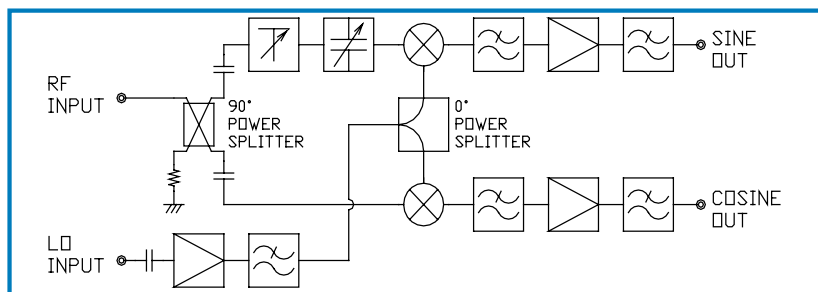 SINE
OUT
RF
INPUT
90°
POWER
SPLITTER
0°
POWER
SPLITTER
COSINE
OUT
LO
INPUT